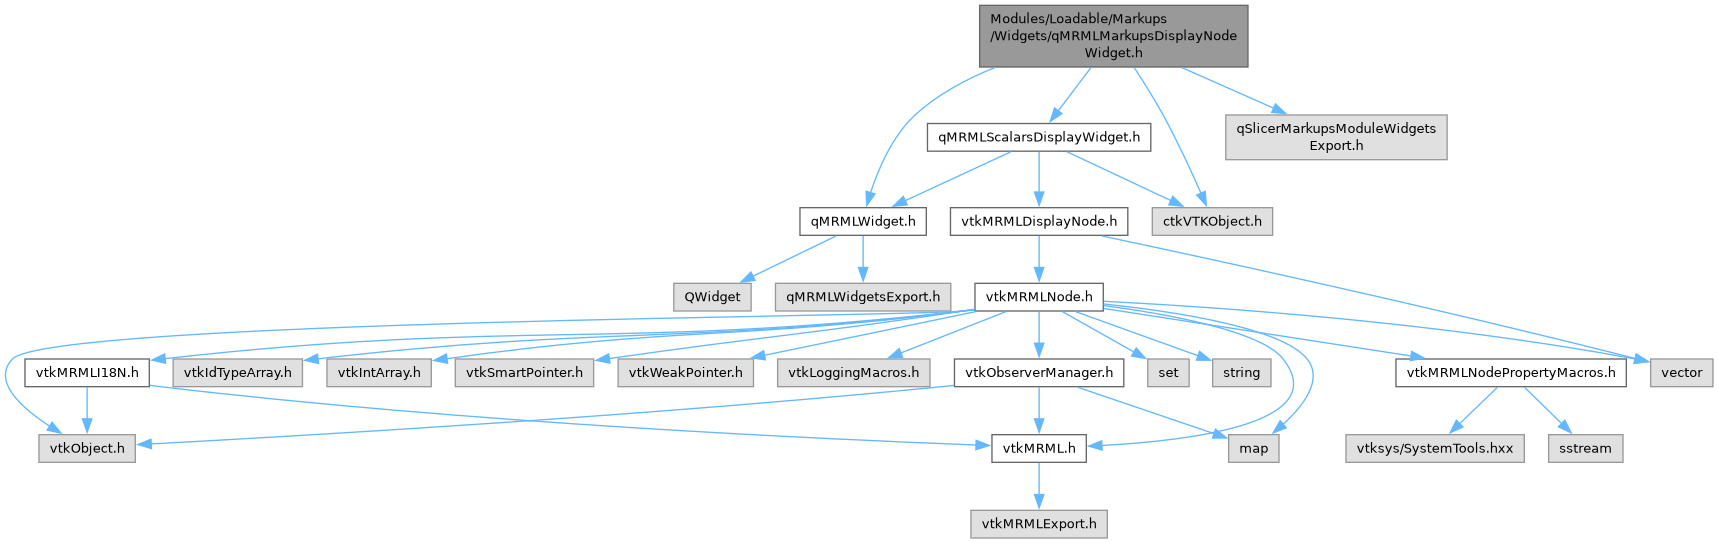 Modules/Loadable/Markups
/Widgets/qMRMLMarkupsDisplayNode
Widget.h
qSlicerMarkupsModuleWidgets
Export.h
qMRMLScalarsDisplayWidget.h
qMRMLWidget.h
vtkMRMLDisplayNode.h
ctkVTKObject.h
QWidget
qMRMLWidgetsExport.h
vtkMRMLNode.h
vtkMRMLI18N.h
vtkIdTypeArray.h
vtkIntArray.h
vtkSmartPointer.h
vtkWeakPointer.h
vtkLoggingMacros.h
vtkObserverManager.h
set
string
vtkMRMLNodePropertyMacros.h
vector
vtkObject.h
vtkMRML.h
map
vtksys/SystemTools.hxx
sstream
vtkMRMLExport.h